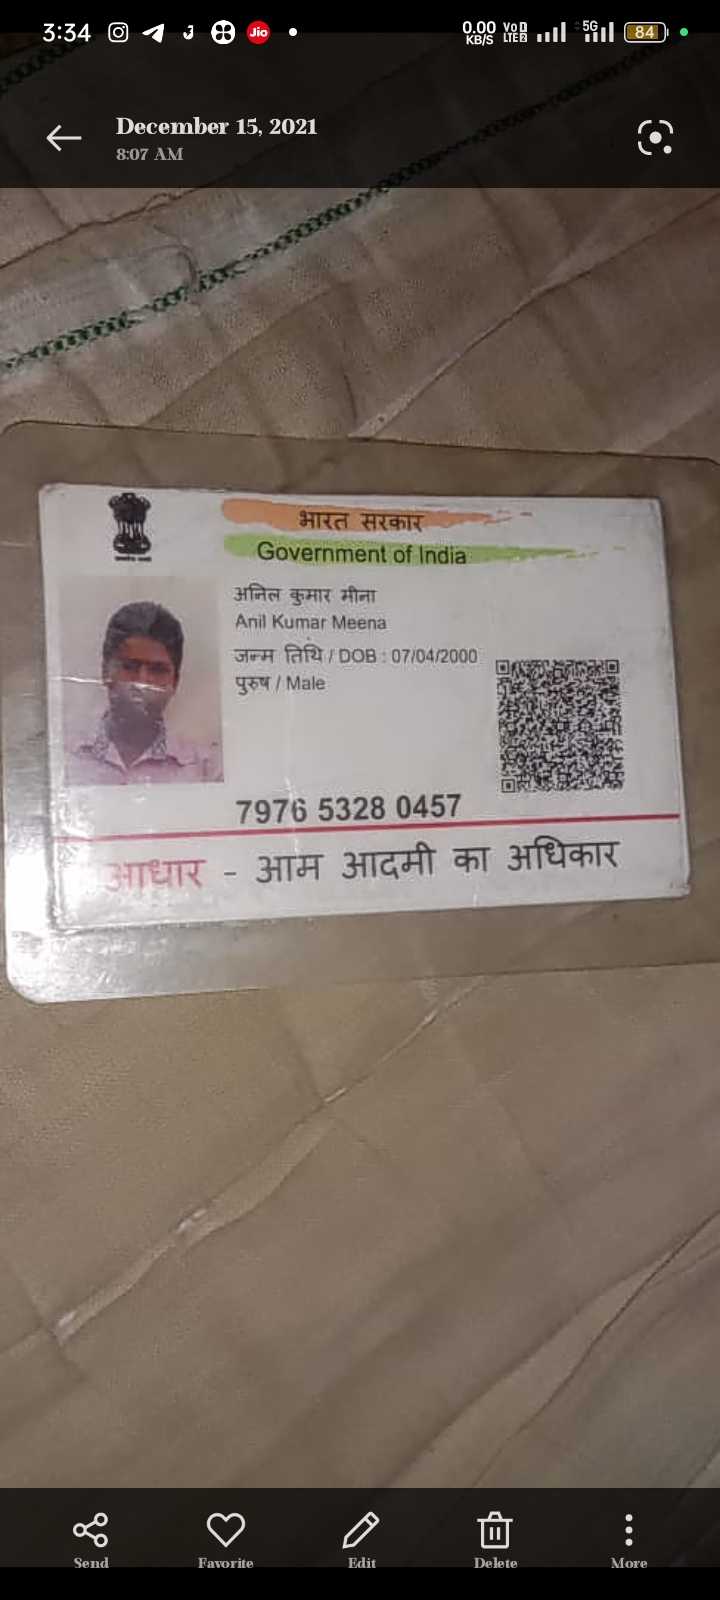 3:34 Jio 0.00 KB/S VoD LTE2 5G 84
December 15, 2021
8:07 AM
भारत सरकार
Government of India
अनिल कुमार मीना
Anil Kumar Meena
जन्म तिथि / DOB : 07/04/2000
पुरुष / Male
7976 5328 0457
आधार - आम आदमी का अधिकार
Send Favorite Edit Delete More